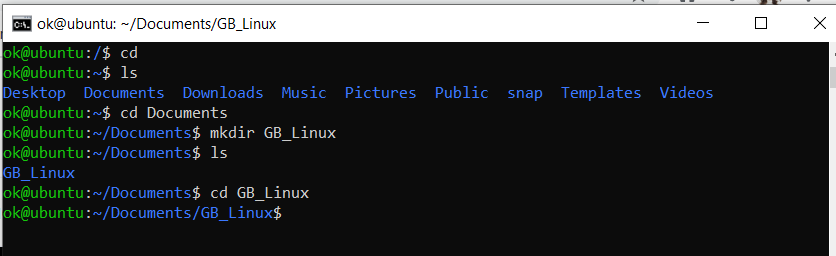 ok@ubuntu: ~/Documents/GB_Linux
ok@ubuntu:/$ cd
ok@ubuntu:~$ ls
Desktop  Documents  Downloads  Music  Pictures  Public  snap  Templates  Videos
ok@ubuntu:~$ cd Documents
ok@ubuntu:~/Documents$ mkdir GB_Linux
ok@ubuntu:~/Documents$ ls
GB_Linux
ok@ubuntu:~/Documents$ cd GB_Linux
ok@ubuntu:~/Documents/GB_Linux$